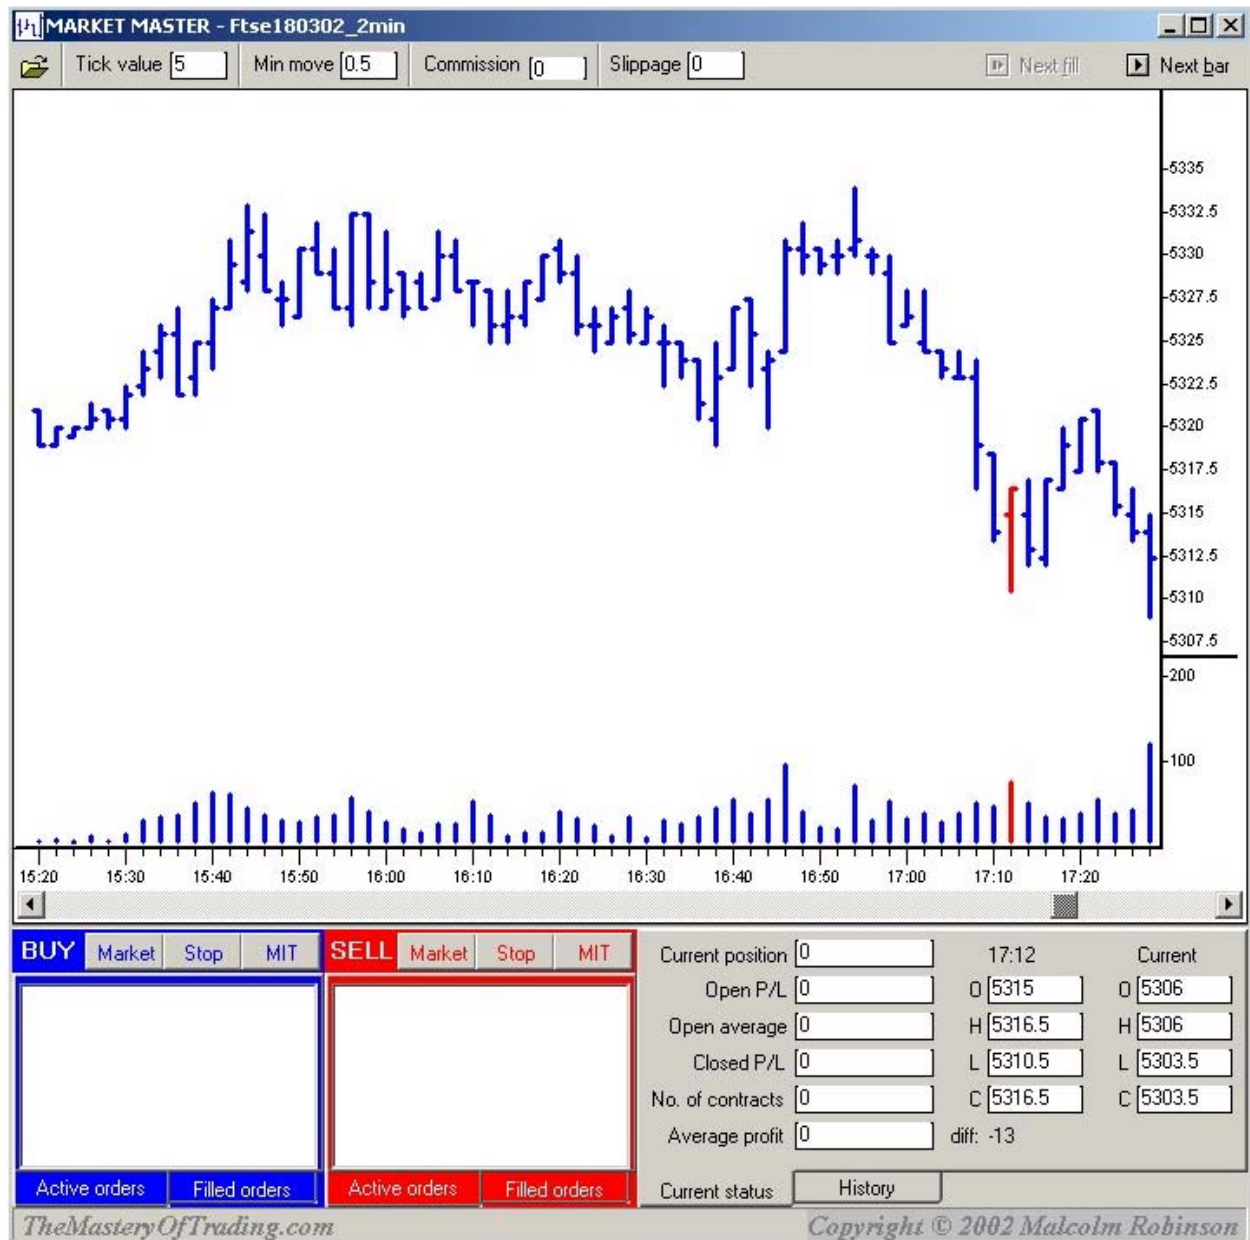 MARKET MASTER - Ftse180302_2min
Tick value 5 Min move 0.5 Commission 0 Slippage 0 Next fill Next bar
5335
5332.5
5330
5327.5
5325
5322.5
5320
5317.5
5315
5312.5
5310
5307.5
200
100
15:20 15:30 15:40 15:50 16:00 16:10 16:20 16:30 16:40 16:50 17:00 17:10 17:20
BUY Market Stop MIT SELL Market Stop MIT
Current position 0 17:12 Current
Open P/L 0 O 5315 O 5306
Open average 0 H 5316.5 H 5306
Closed P/L 0 L 5310.5 L 5303.5
No. of contracts 0 C 5316.5 C 5303.5
Average profit 0 diff: -13
Active orders Filled orders Active orders Filled orders Current status History
TheMasteryOfTrading.com Copyright © 2002 Malcolm Robinson